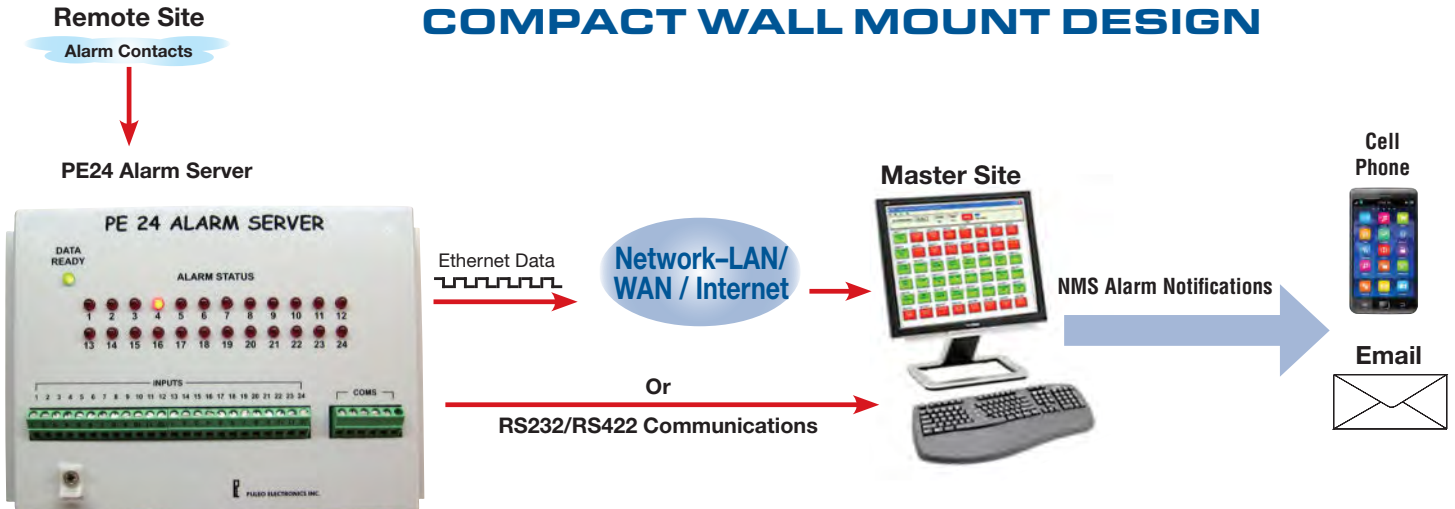 COMPACT WALL MOUNT DESIGN
Remote Site
Alarm Contacts
PE24 Alarm Server
PE 24 ALARM SERVER
DATA
READY
ALARM STATUS
1 2 3 4 5 6 7 8 9 10 11 12
13 14 15 16 17 18 19 20 21 22 23 24
INPUTS
1 2 3 4 5 6 7 8 9 10 11 12 13 14 15 16 17 18 19 20 21 22 23 24
COMS
PULSO ELECTRONICS INC.
Ethernet Data
Network–LAN/
WAN / Internet
Or
RS232/RS422 Communications
Master Site
NMS Alarm Notifications
Cell
Phone
Email